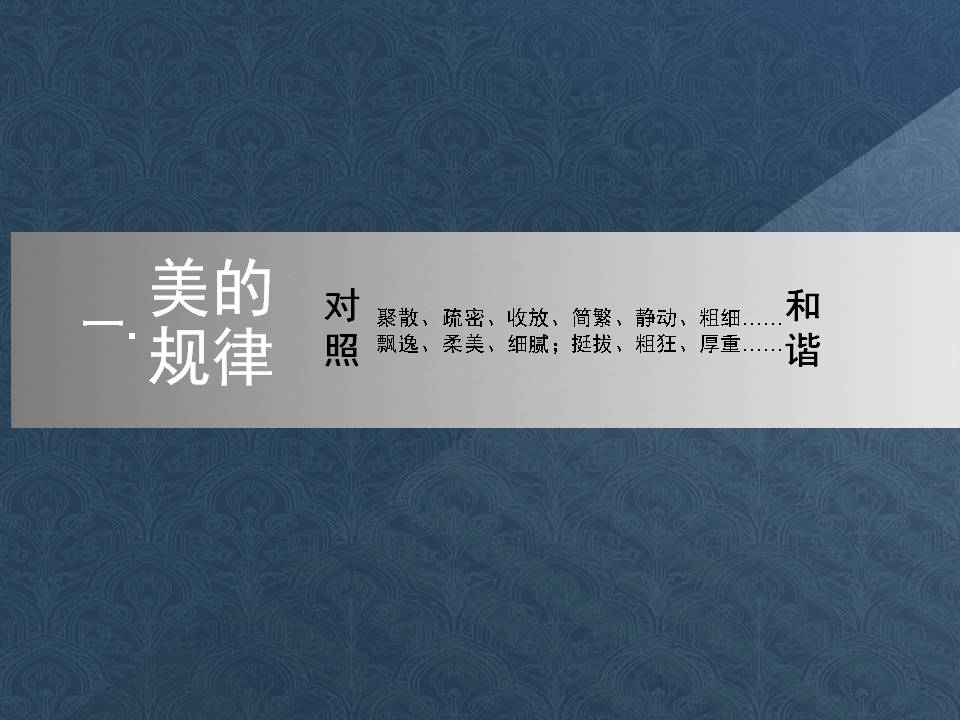 一.
美的
规律
对照
聚散、疏密、收放、简繁、静动、粗细……
飘逸、柔美、细腻；挺拔、粗狂、厚重……
和谐